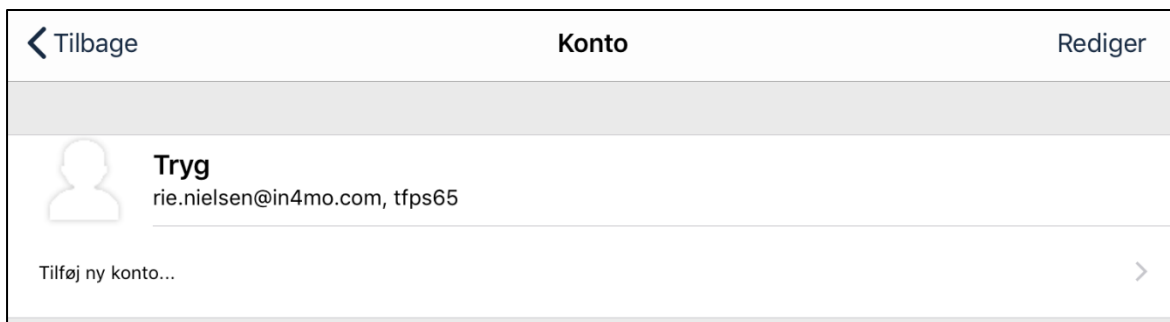 Tilbage
Konto
Rediger
Tryg
rie.nielsen@in4mo.com, tfps65
Tilføj ny konto...